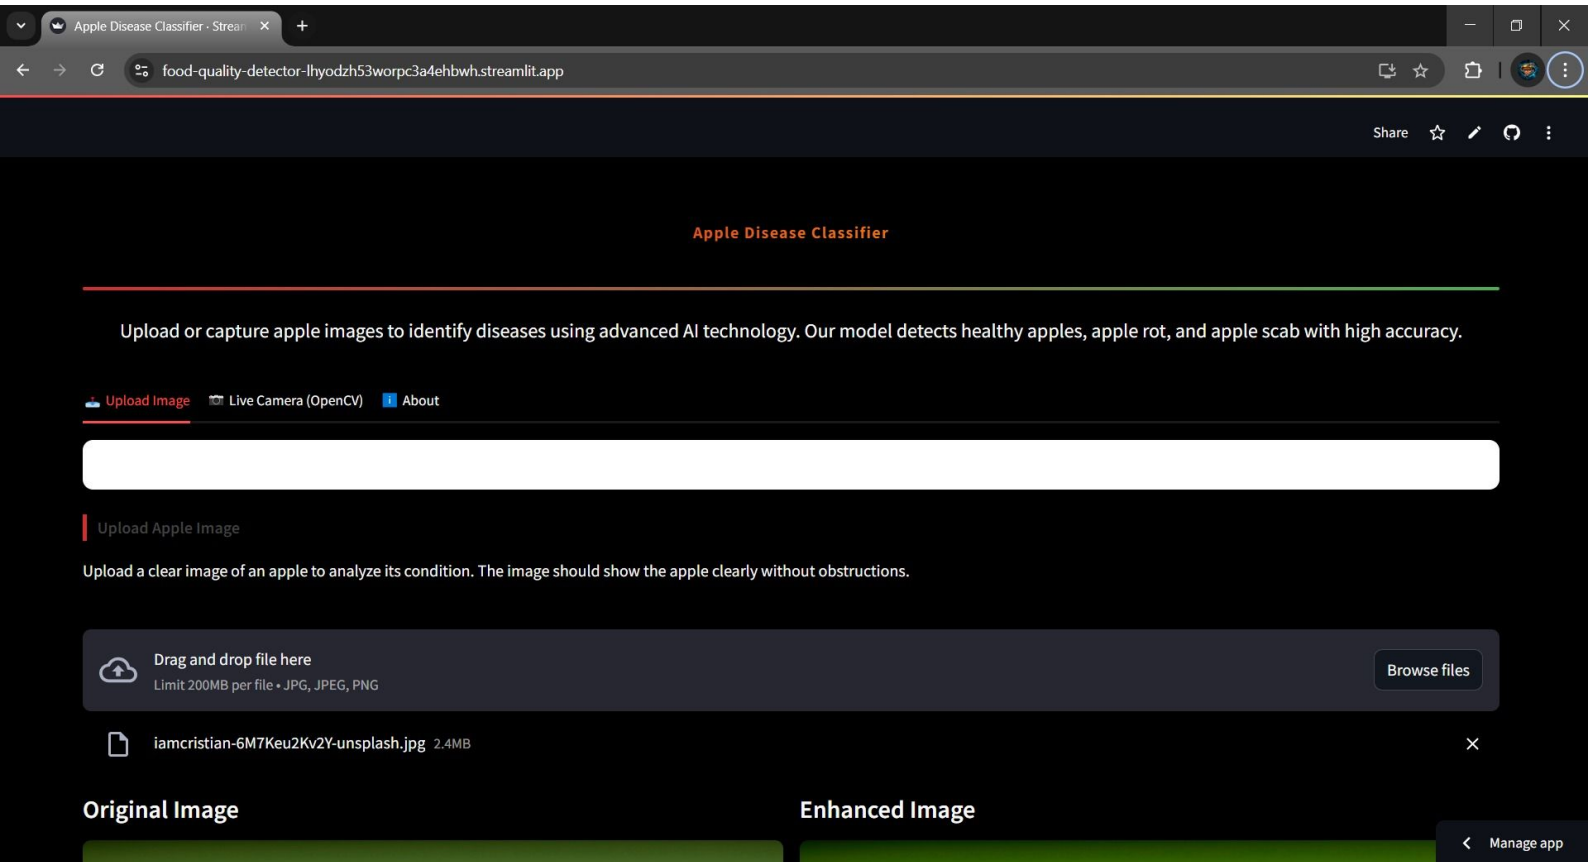 Apple Disease Classifier · Strean
food-quality-detector-lhyodzh53worpc3a4ehbwh.streamlit.app
Share
Apple Disease Classifier
Upload or capture apple images to identify diseases using advanced AI technology. Our model detects healthy apples, apple rot, and apple scab with high accuracy.
Upload Image Live Camera (OpenCV) About
Upload Apple Image
Upload a clear image of an apple to analyze its condition. The image should show the apple clearly without obstructions.
Drag and drop file here
Limit 200MB per file • JPG, JPEG, PNG
Browse files
iamcristian-6M7Keu2Kv2Y-unsplash.jpg 2.4MB
Original Image Enhanced Image
Manage app